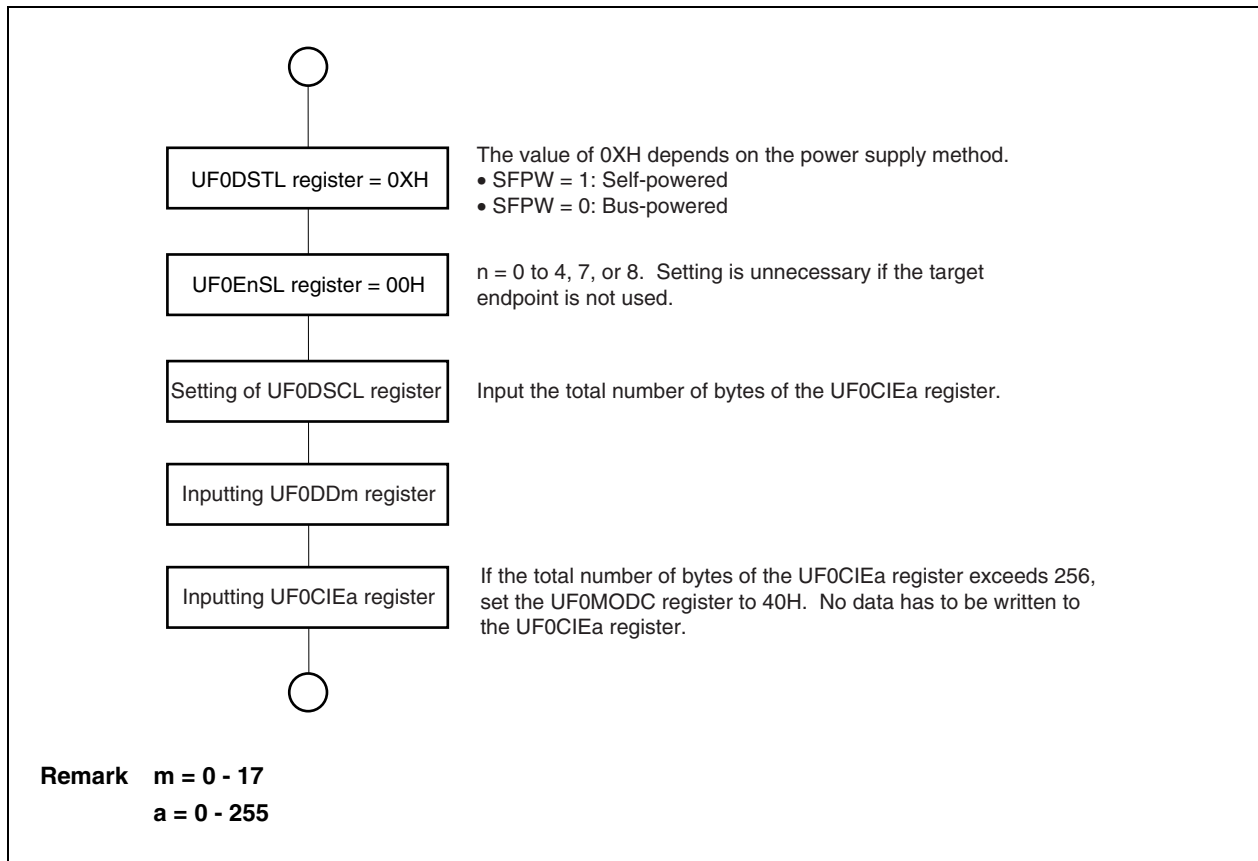 UF0DSTL register = 0XH
The value of 0XH depends on the power supply method.
• SFPW = 1: Self-powered
• SFPW = 0: Bus-powered
UF0EnSL register = 00H
n = 0 to 4, 7, or 8.  Setting is unnecessary if the target
endpoint is not used.
Setting of UF0DSCL register
Input the total number of bytes of the UF0CIEa register.
Inputting UF0DDm register
Inputting UF0CIEa register
If the total number of bytes of the UF0CIEa register exceeds 256,
set the UF0MODC register to 40H.  No data has to be written to
the UF0CIEa register.
Remark m = 0 - 17
a = 0 - 255